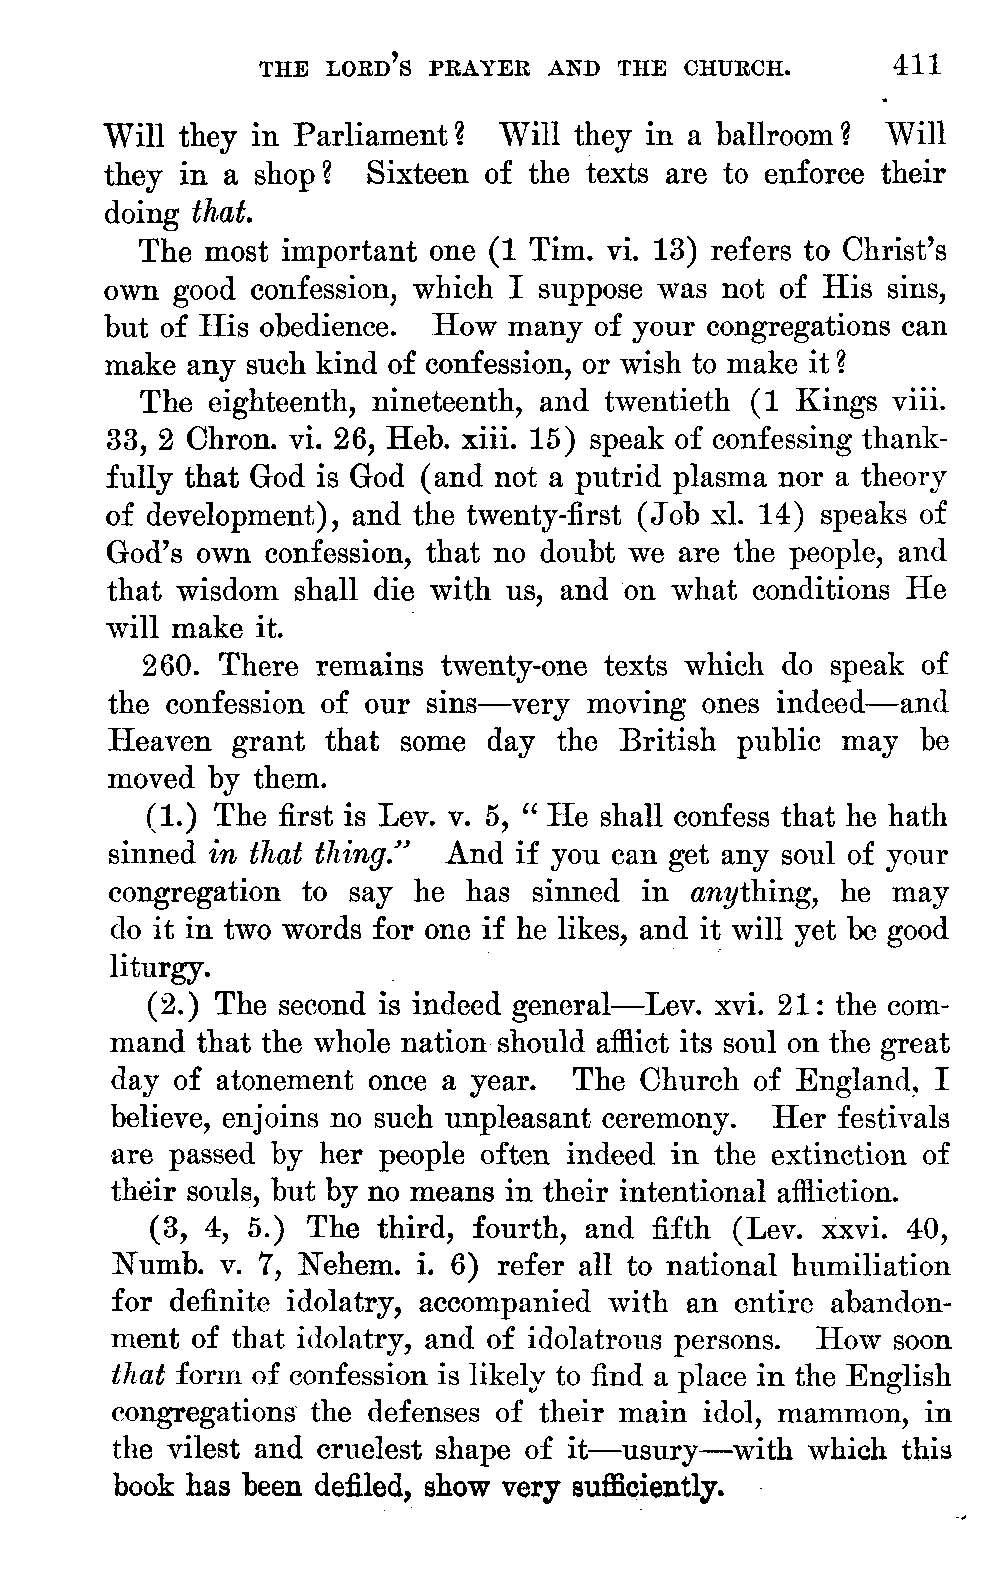 THE LORD'S PRAYER AND THE CHURCH. 411
Will they in Parliament? Will they in a ballroom? Will
they in a shop? Sixteen of the texts are to enforce their
doing that.
The most important one (1 Tim. vi. 13) refers to Christ's
own good confession, which I suppose was not of His sins,
but of His obedience. How many of your congregations can
make any such kind of confession, or wish to make it?
The eighteenth, nineteenth, and twentieth (1 Kings viii.
33, 2 Chron. vi. 26, Heb. xiii. 15) speak of confessing thank-
fully that God is God (and not a putrid plasma nor a theory
of development), and the twenty-first (Job xl. 14) speaks of
God's own confession, that no doubt we are the people, and
that wisdom shall die with us, and on what conditions He
will make it.
260. There remains twenty-one texts which do speak of
the confession of our sins—very moving ones indeed—and
Heaven grant that some day the British public may be
moved by them.
(1.) The first is Lev. v. 5, “ He shall confess that he hath
sinned in that thing.” And if you can get any soul of your
congregation to say he has sinned in anything, he may
do it in two words for one if he likes, and it will yet be good
liturgy.
(2.) The second is indeed general—Lev. xvi. 21: the com-
mand that the whole nation should afflict its soul on the great
day of atonement once a year. The Church of England, I
believe, enjoins no such unpleasant ceremony. Her festivals
are passed by her people often indeed in the extinction of
their souls, but by no means in their intentional affliction.
(3, 4, 5.) The third, fourth, and fifth (Lev. xxvi. 40,
Numb. v. 7, Nehem. i. 6) refer all to national humiliation
for definite idolatry, accompanied with an entire abandon-
ment of that idolatry, and of idolatrous persons. How soon
that form of confession is likely to find a place in the English
congregations the defenses of their main idol, mammon, in
the vilest and cruelest shape of it—usury—with which this
book has been defiled, show very sufficiently.